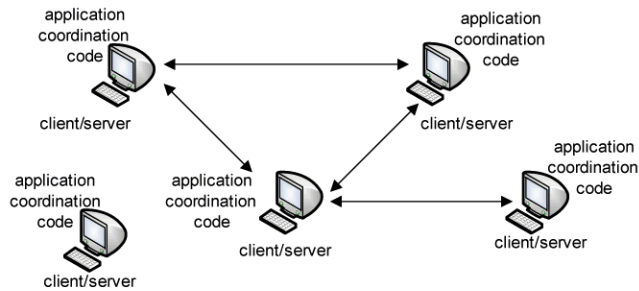 application
coordination
code
client/server
application
coordination
code
client/server
application
coordination
code
client/server
application
coordination
code
client/server
application
coordination
code
client/server